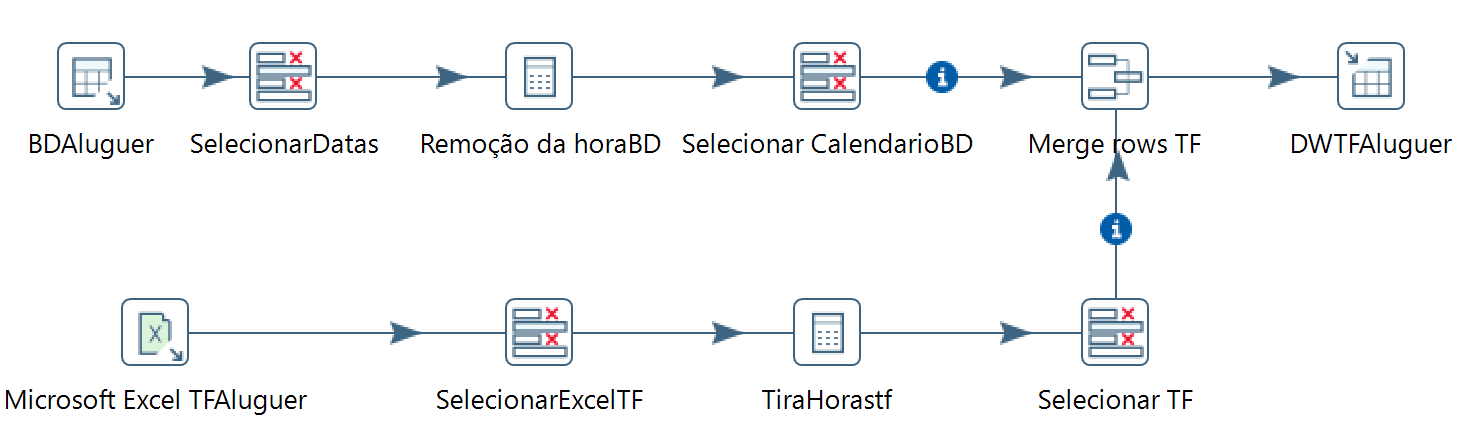 BDAluguer
SelecionarDatas
Remoção da horaBD
Selecionar CalendarioBD
Merge rows TF
DWTFAluguer
Microsoft Excel TFAluguer
SelecionarExcelTF
TiraHorastf
Selecionar TF